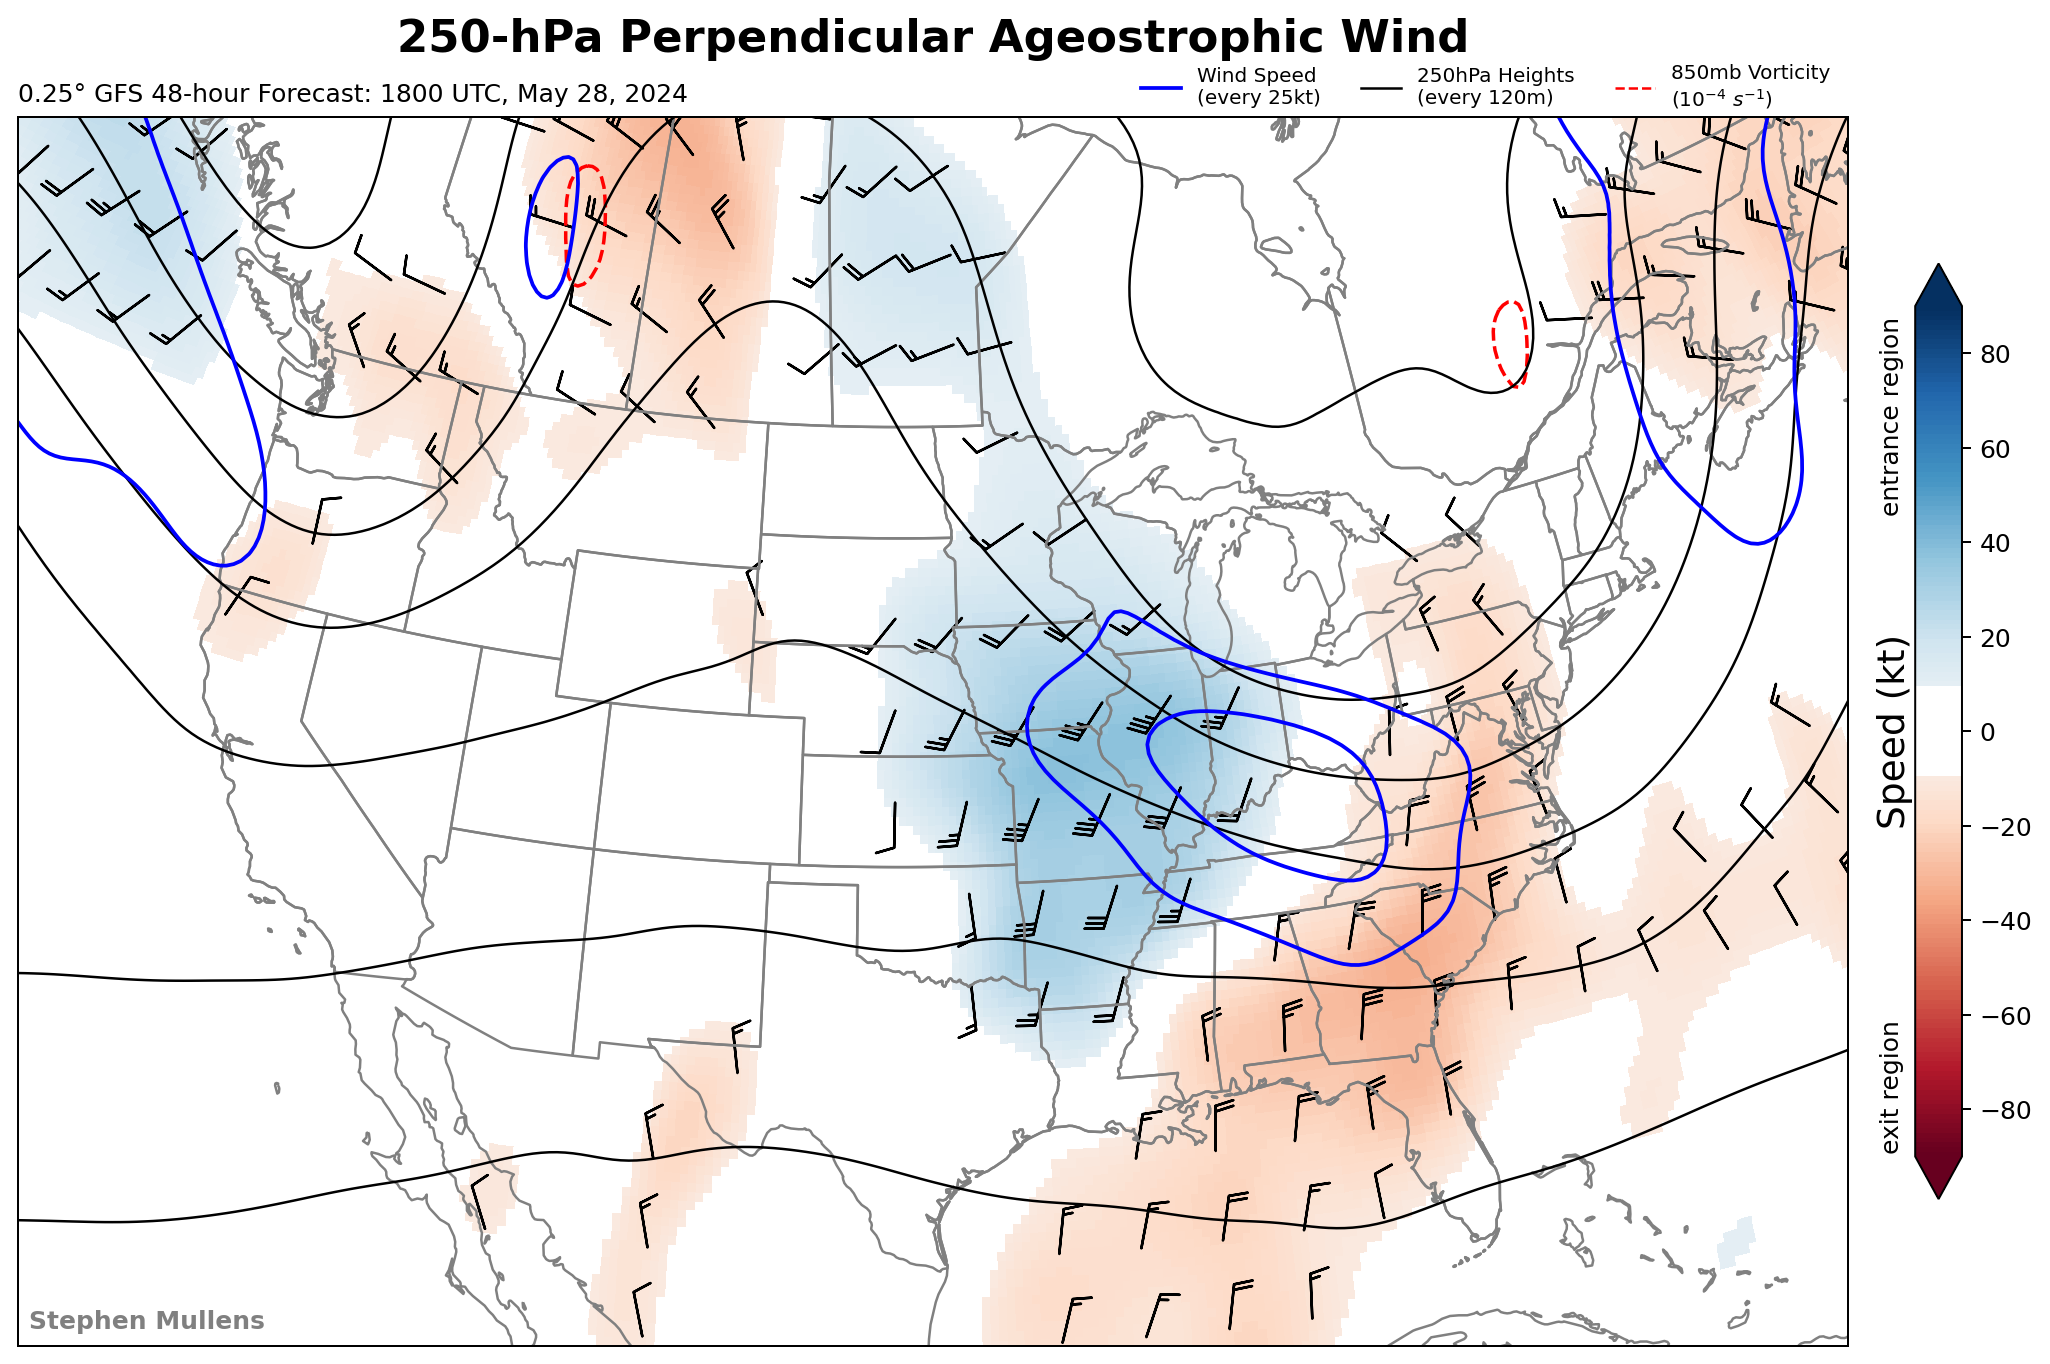 250-hPa Perpendicular Ageostrophic Wind
0.25° GFS 48-hour Forecast: 1800 UTC, May 28, 2024
Wind Speed
(every 25kt)
250hPa Heights
(every 120m)
850mb Vorticity
(10⁻⁴ s⁻¹)
entrance region
Speed (kt)
exit region
80
60
40
20
0
−20
−40
−60
−80
Stephen Mullens